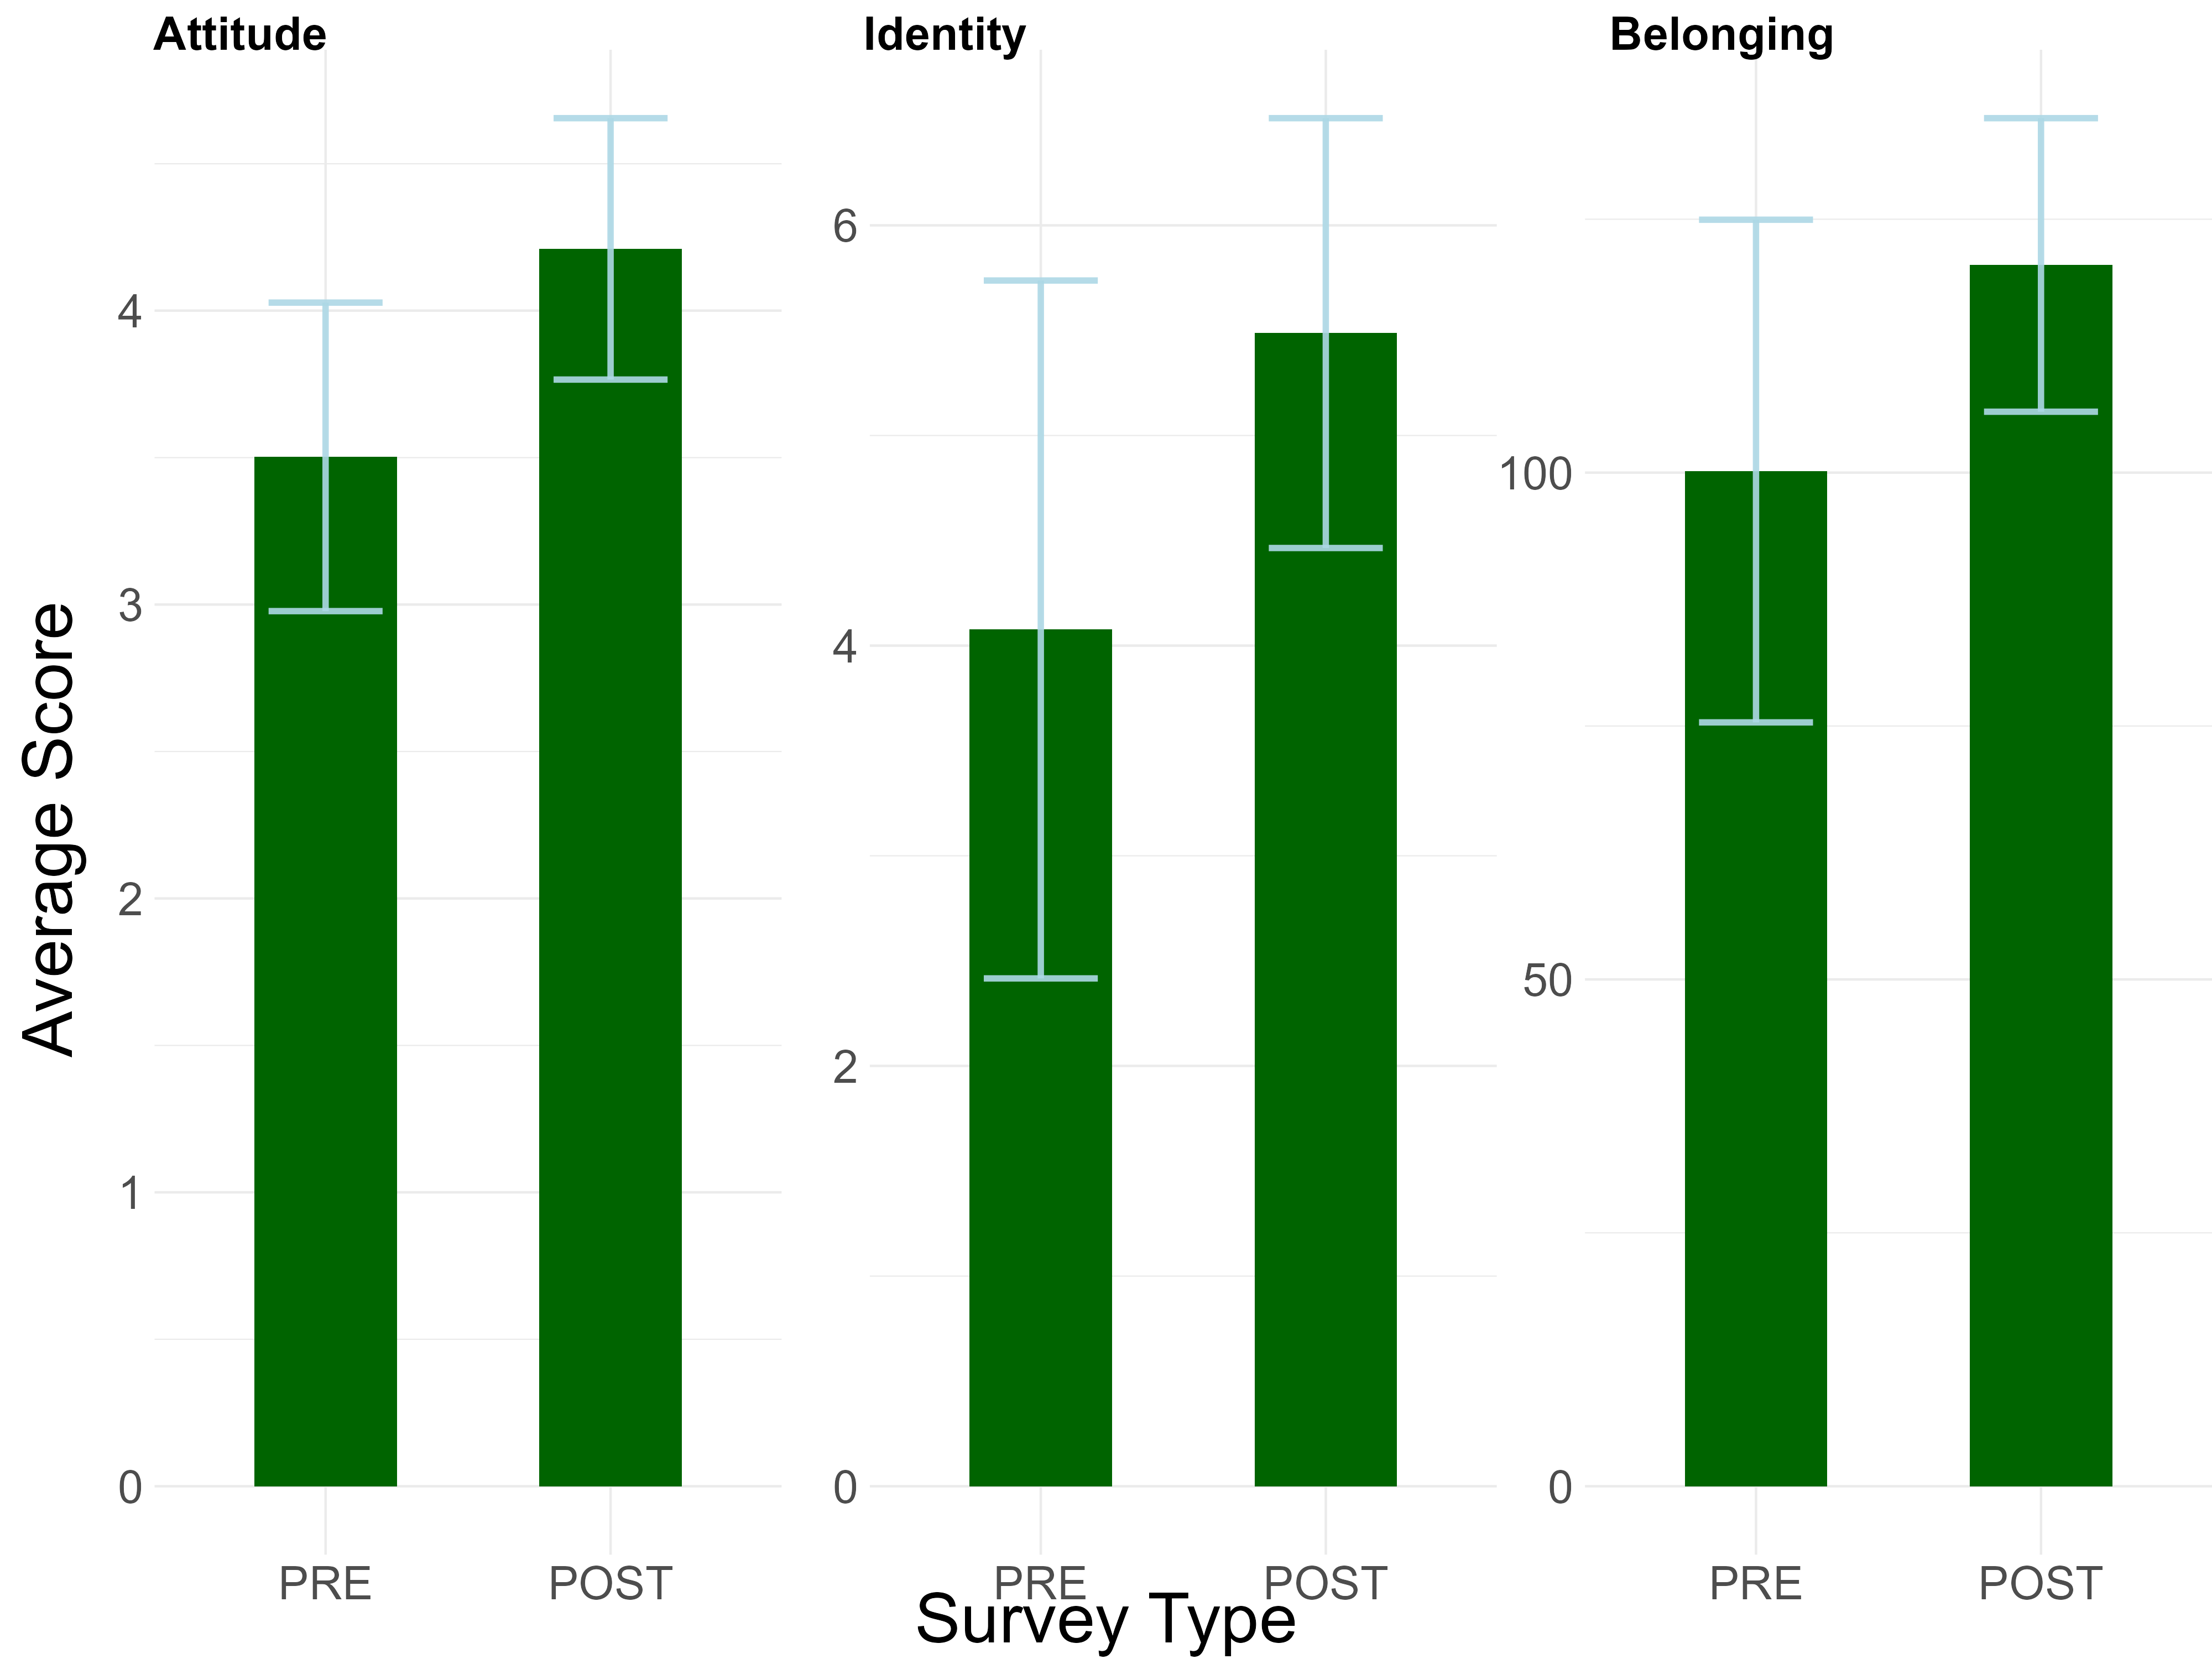 Attitude
Identity
Belonging
Average Score
4
3
2
1
0
6
4
2
0
100
50
0
PRE
POST
PRE
POST
PRE
POST
Survey Type